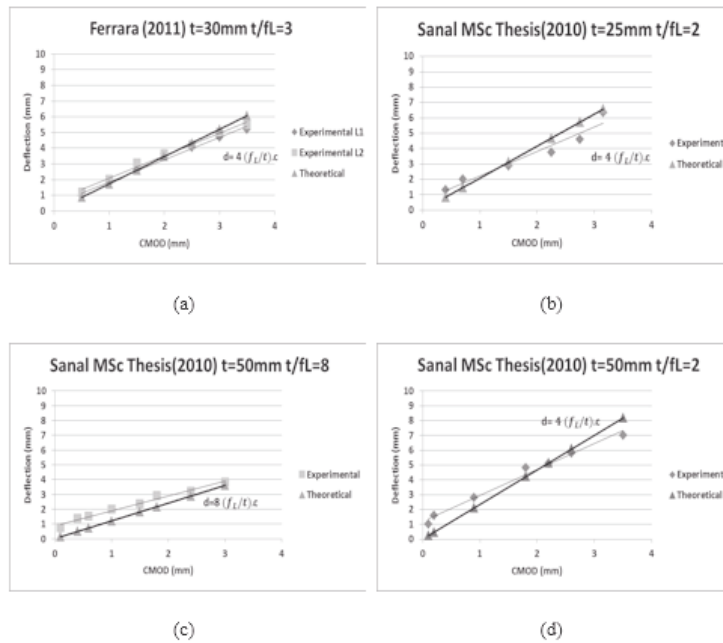 Ferrara (2011) t=30mm t/fL=3
Deflection (mm)
10
9
8
7
6
5
4
3
2
1
0
0 1 2 3 4
CMOD (mm)
d= 4 (f_L/t).c
Experimental L1
Experimental L2
Theoretical
(a)
Sanal MSc Thesis(2010) t=25mm t/fL=2
Deflection (mm)
10
9
8
7
6
5
4
3
2
1
0
0 1 2 3 4
CMOD (mm)
d= 4 (f_L/t).c
Experiment
Theoretical
(b)
Sanal MSc Thesis(2010) t=50mm t/fL=8
Deflection (mm)
10
9
8
7
6
5
4
3
2
1
0
0 1 2 3 4
CMOD (mm)
d=8 (f_L/t).c
Experimental
Theoretical
(c)
Sanal MSc Thesis(2010) t=50mm t/fL=2
Deflection (mm)
10
9
8
7
6
5
4
3
2
1
0
0 1 2 3 4
CMOD (mm)
d= 4 (f_L/t).c
Experiment
Theoretical
(d)